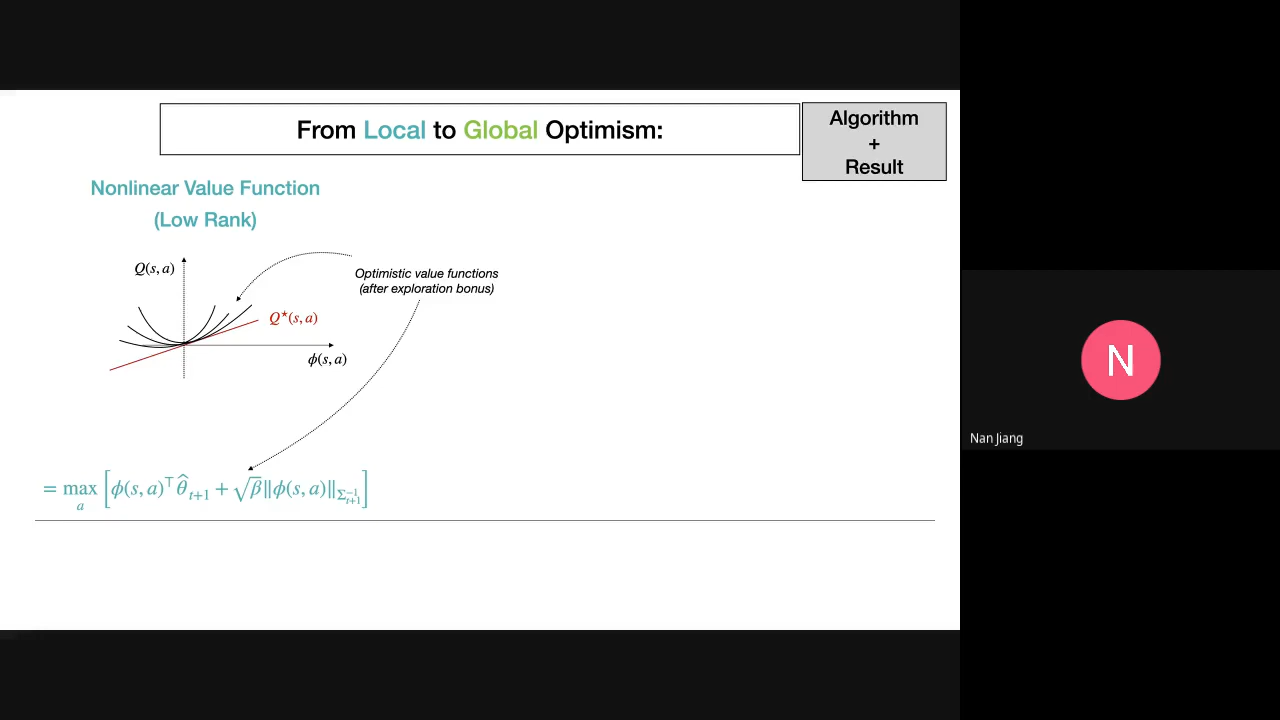 From Local to Global Optimism:
Algorithm
+
Result
Nonlinear Value Function
(Low Rank)
Q(s, a)
Optimistic value functions
(after exploration bonus)
Q⋆(s, a)
ϕ(s, a)
N
Nan Jiang
= max_a [ϕ(s, a)^⊤ θ̂_{t+1} + √β‖ϕ(s, a)‖_{Σ_{t+1}^{-1}}]